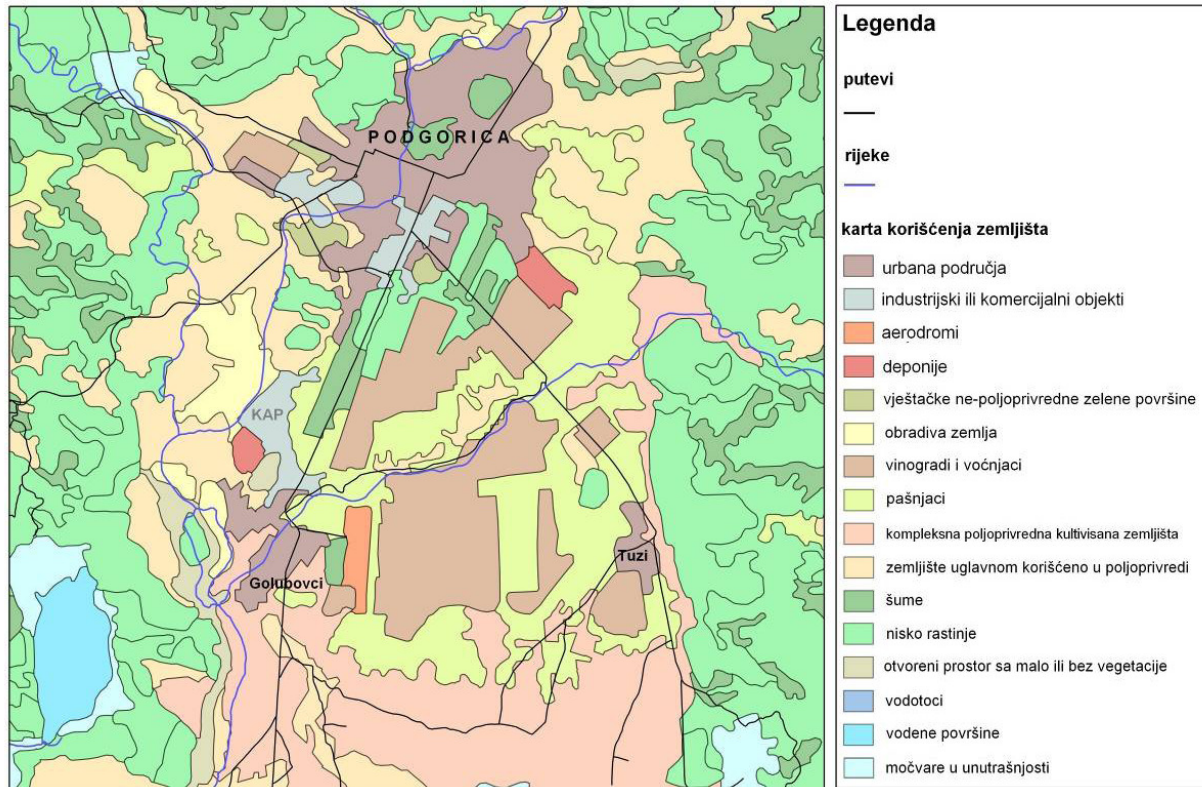 PODGORICA
KAP
Golubovci
Tuzi
Legenda
putevi
rijeke
karta korišćenja zemljišta
urbana područja
industrijski ili komercijalni objekti
aerodromi
deponije
vještačke ne-poljoprivredne zelene površine
obradiva zemlja
vinogradi i voćnjaci
pašnjaci
kompleksna poljoprivredna kultivisana zemljišta
zemljište uglavnom korišćeno u poljoprivredi
šume
nisko rastinje
otvoreni prostor sa malo ili bez vegetacije
vodotoci
vodene površine
močvare u unutrašnjosti